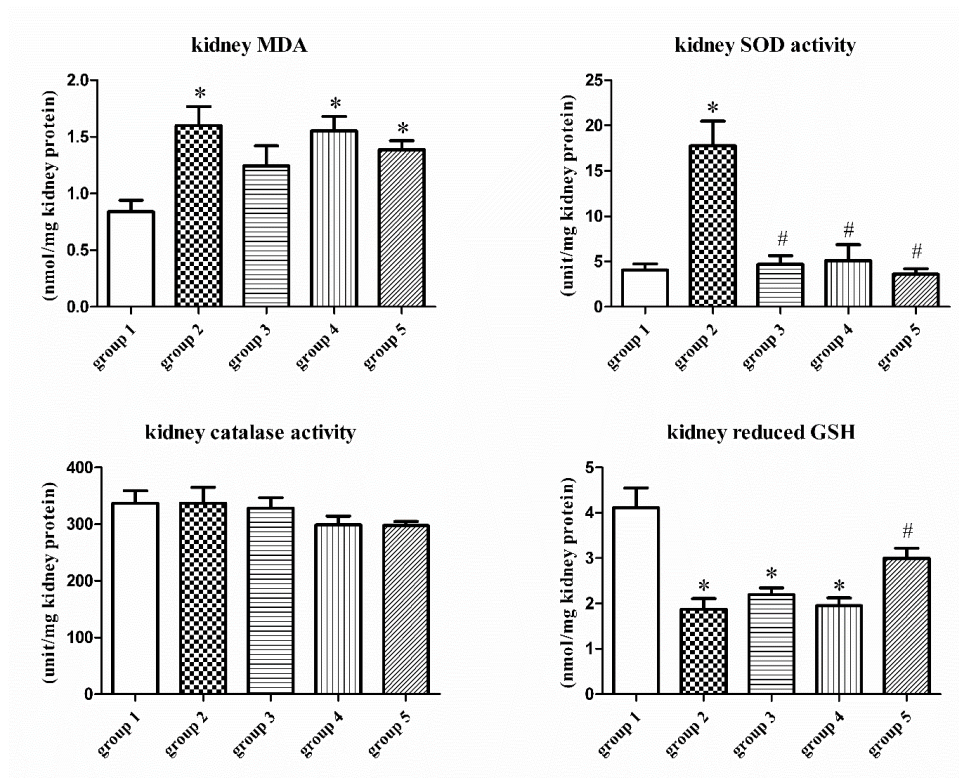 kidney MDA
(nmol/mg kidney protein)
2.0
1.5
1.0
0.5
0.0
*
*
*
group 1
group 2
group 3
group 4
group 5
kidney SOD activity
(unit/mg kidney protein)
25
20
15
10
5
0
*
#
#
#
group 1
group 2
group 3
group 4
group 5
kidney catalase activity
(unit/mg kidney protein)
400
300
200
100
0
group 1
group 2
group 3
group 4
group 5
kidney reduced GSH
(nmol/mg kidney protein)
5
4
3
2
1
0
*
*
*
#
group 1
group 2
group 3
group 4
group 5